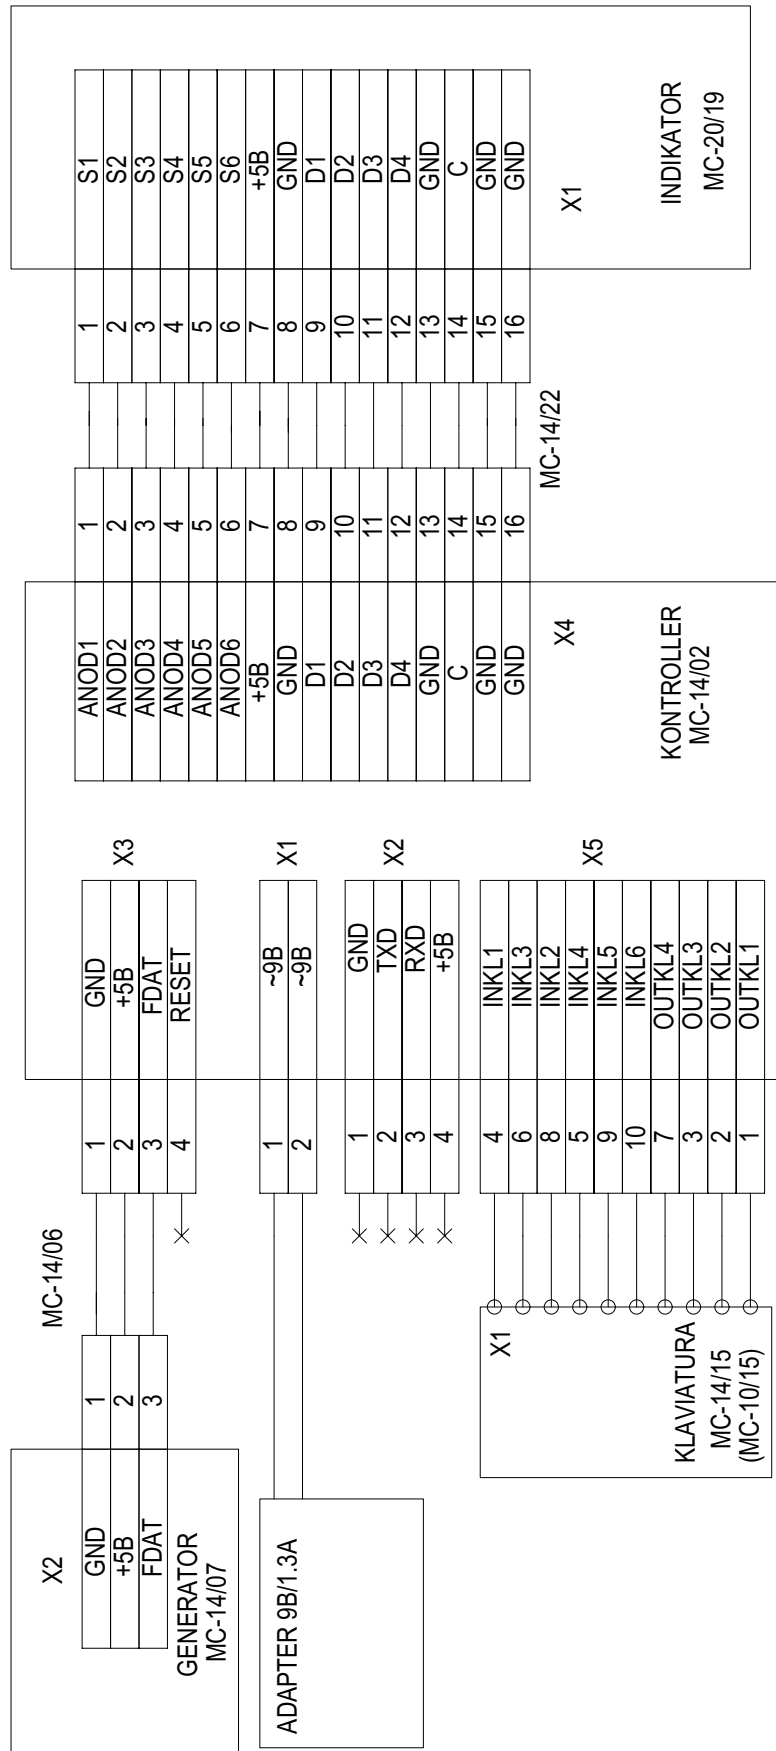 X2
GND
+5B
FDAT
GENERATOR
MC-14/07
1
2
3
MC-14/06
1
2
3
4
GND
+5B
FDAT
RESET
X3
ADAPTER 9B/1.3A
1
2
~9B
~9B
X1
1
2
3
4
GND
TXD
RXD
+5B
X2
X1
KLAVIATURA
MC-14/15
(MC-10/15)
4
6
8
5
9
10
7
3
2
1
INKL1
INKL3
INKL2
INKL4
INKL5
INKL6
OUTKL4
OUTKL3
OUTKL2
OUTKL1
X5
ANOD1
ANOD2
ANOD3
ANOD4
ANOD5
ANOD6
+5B
GND
D1
D2
D3
D4
GND
C
GND
GND
X4
KONTROLLER
MC-14/02
1
2
3
4
5
6
7
8
9
10
11
12
13
14
15
16
MC-14/22
1
2
3
4
5
6
7
8
9
10
11
12
13
14
15
16
S1
S2
S3
S4
S5
S6
+5B
GND
D1
D2
D3
D4
GND
C
GND
GND
X1
INDIKATOR
MC-20/19